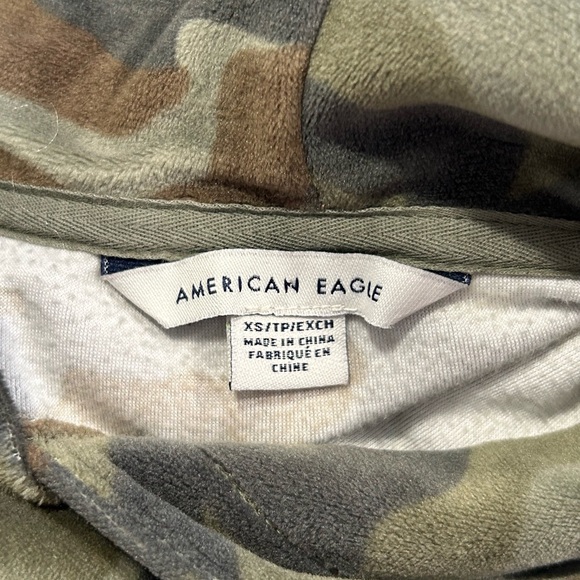 AMERICAN EAGLE
XS/TP/EXCH
MADE IN CHINA
FABRIQUÉ EN
CHINE